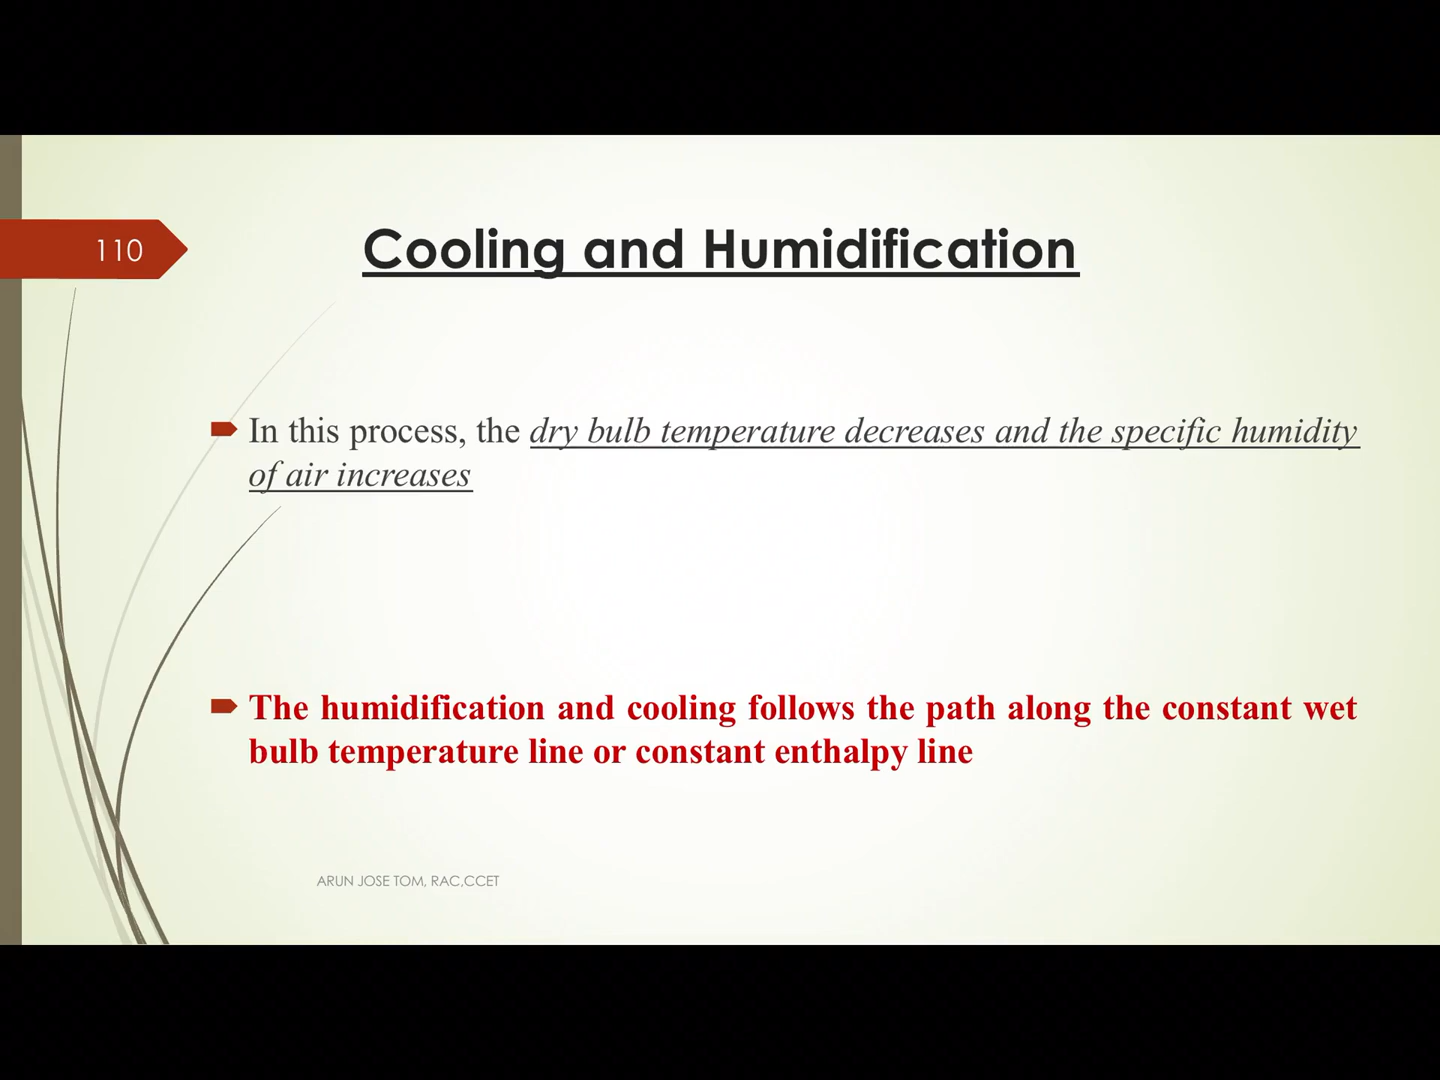 110
Cooling and Humidification
In this process, the dry bulb temperature decreases and the specific humidity
of air increases
The humidification and cooling follows the path along the constant wet
bulb temperature line or constant enthalpy line
ARUN JOSE TOM, RAC,CCET